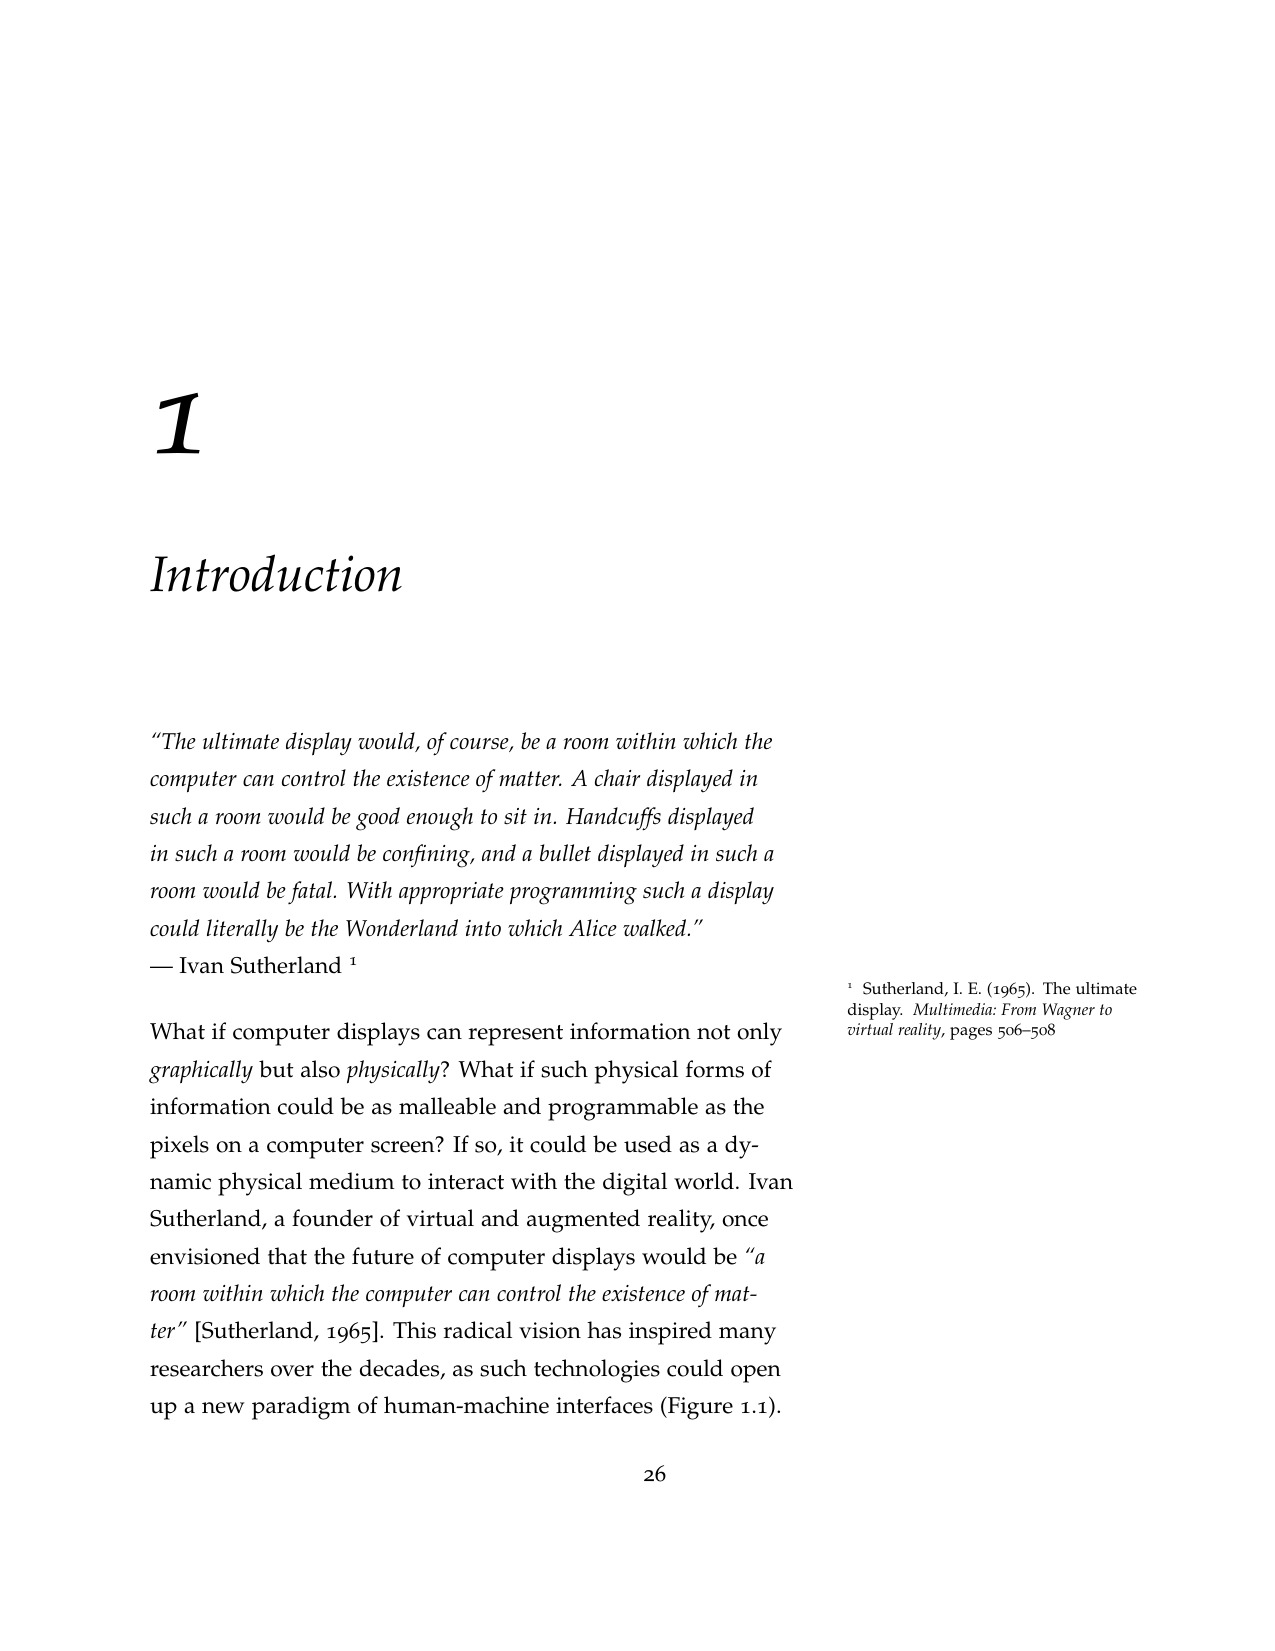 1
Introduction
“The ultimate display would, of course, be a room within which the
computer can control the existence of matter. A chair displayed in
such a room would be good enough to sit in. Handcuffs displayed
in such a room would be confining, and a bullet displayed in such a
room would be fatal. With appropriate programming such a display
could literally be the Wonderland into which Alice walked.”
— Ivan Sutherland 1
1 Sutherland, I. E. (1965). The ultimate
display. Multimedia: From Wagner to
virtual reality, pages 506–508
What if computer displays can represent information not only
graphically but also physically? What if such physical forms of
information could be as malleable and programmable as the
pixels on a computer screen? If so, it could be used as a dy-
namic physical medium to interact with the digital world. Ivan
Sutherland, a founder of virtual and augmented reality, once
envisioned that the future of computer displays would be “a
room within which the computer can control the existence of mat-
ter” [Sutherland, 1965]. This radical vision has inspired many
researchers over the decades, as such technologies could open
up a new paradigm of human-machine interfaces (Figure 1.1).
26